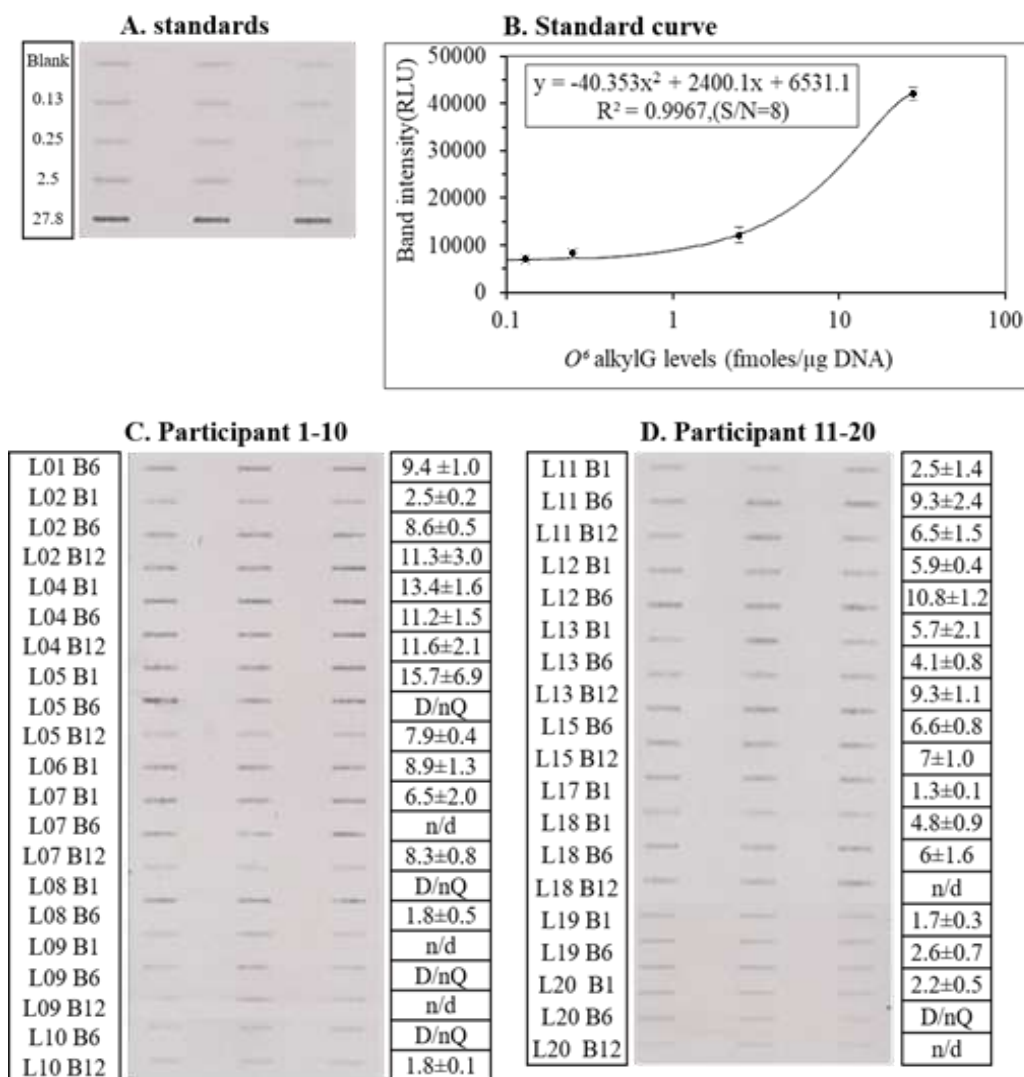 A. standards
Blank
0.13
0.25
2.5
27.8
B. Standard curve
y = -40.353x² + 2400.1x + 6531.1
R² = 0.9967,(S/N=8)
Band intensity(RLU)
50000
40000
30000
20000
10000
0
0.1 1 10 100
O⁶ alkylG levels (fmoles/µg DNA)
C. Participant 1-10
L01 B6 9.4 ±1.0
L02 B1 2.5±0.2
L02 B6 8.6±0.5
L02 B12 11.3±3.0
L04 B1 13.4±1.6
L04 B6 11.2±1.5
L04 B12 11.6±2.1
L05 B1 15.7±6.9
L05 B6 D/nQ
L05 B12 7.9±0.4
L06 B1 8.9±1.3
L07 B1 6.5±2.0
L07 B6 n/d
L07 B12 8.3±0.8
L08 B1 D/nQ
L08 B6 1.8±0.5
L09 B1 n/d
L09 B6 D/nQ
L09 B12 n/d
L10 B6 D/nQ
L10 B12 1.8±0.1
D. Participant 11-20
L11 B1 2.5±1.4
L11 B6 9.3±2.4
L11 B12 6.5±1.5
L12 B1 5.9±0.4
L12 B6 10.8±1.2
L13 B1 5.7±2.1
L13 B6 4.1±0.8
L13 B12 9.3±1.1
L15 B6 6.6±0.8
L15 B12 7±1.0
L17 B1 1.3±0.1
L18 B1 4.8±0.9
L18 B6 6±1.6
L18 B12 n/d
L19 B1 1.7±0.3
L19 B6 2.6±0.7
L20 B1 2.2±0.5
L20 B6 D/nQ
L20 B12 n/d